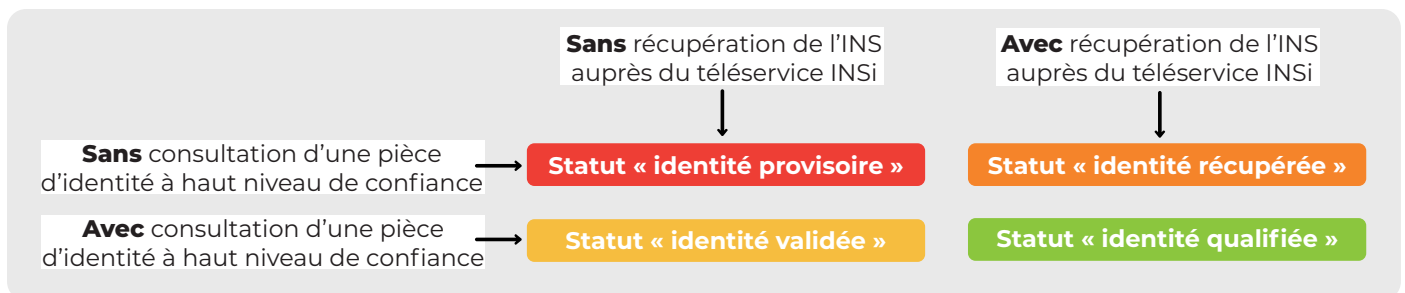 Sans récupération de l’INS
auprès du téléservice INSi
Avec récupération de l’INS
auprès du téléservice INSi
Sans consultation d’une pièce
d’identité à haut niveau de confiance
Statut « identité provisoire »
Statut « identité récupérée »
Avec consultation d’une pièce
d’identité à haut niveau de confiance
Statut « identité validée »
Statut « identité qualifiée »